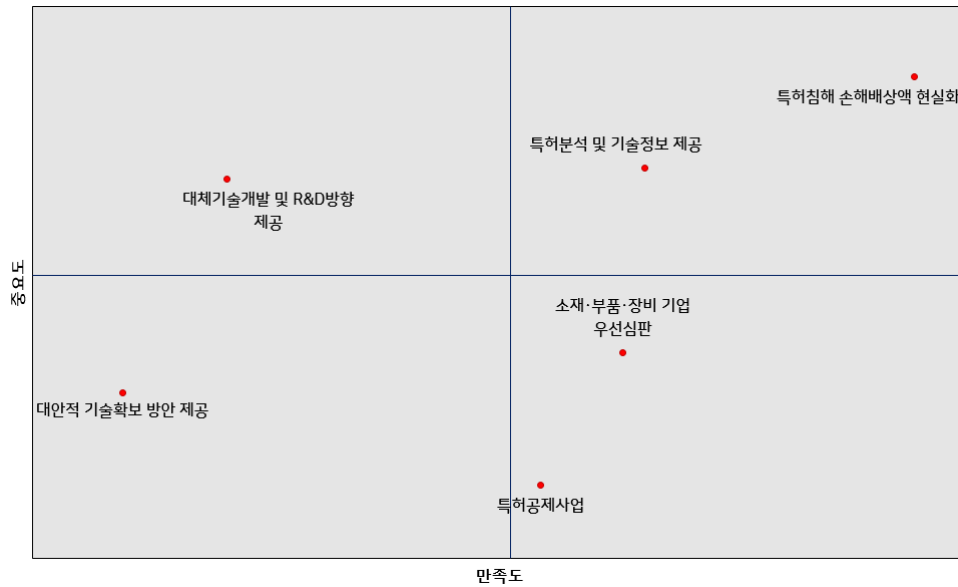 특허침해 손해배상액 현실화
특허분석 및 기술정보 제공
대체기술개발 및 R&D방향
제공
중요도
소재·부품·장비 기업
우선심판
대안적 기술확보 방안 제공
특허공제사업
만족도